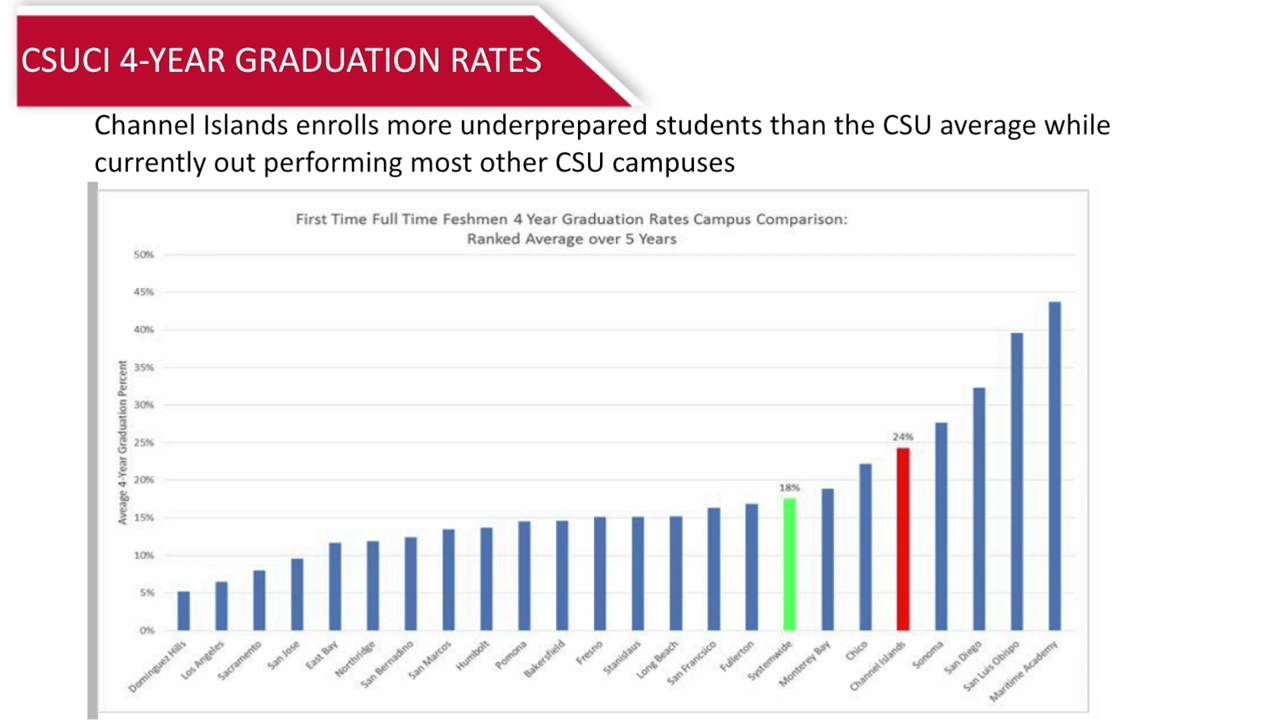 CSUCI 4-YEAR GRADUATION RATES
Channel Islands enrolls more underprepared students than the CSU average while
currently out performing most other CSU campuses
First Time Full Time Feshmen 4 Year Graduation Rates Campus Comparison:
Ranked Average over 5 Years
Aveage 4-Year Graduation Percent
50%
45%
40%
35%
30%
25%
20%
15%
10%
5%
0%
18%
24%
Dominguez Hills
Los Angeles
Sacramento
San Jose
East Bay
Northridge
San Bernadino
San Marcos
Humbolt
Pomona
Bakersfield
Fresno
Stanislaus
Long Beach
San Francsico
Fullerton
Systemwide
Monterey Bay
Chico
Channel Islands
Sonoma
San Diego
San Luis Obispo
Maritime Academy